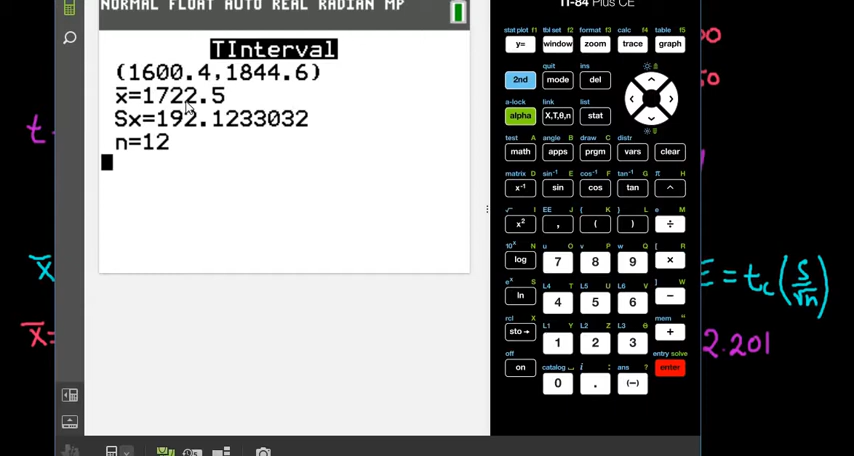 NORMAL FLOAT AUTO REAL RADIAN MP
TI-84 Plus CE
TInterval
(1600.4,1844.6)
x̄=1722.5
Sx=192.1233032
n=12
stat plot f1 tblset f2 format f3 calc f4 table f5
y= window zoom trace graph
quit ins
2nd mode del
a-lock link list
alpha X,T,θ,n stat
test A angle B draw C distr
math apps prgm vars clear
matrix D sin⁻¹ E cos⁻¹ F tan⁻¹ G π H
x⁻¹ sin cos tan ^
√ I EE J { K } L e M
x² , ( ) ÷
10ˣ N u O v P w Q [ R
log 7 8 9 ×
eˣ S L4 T L5 U L6 V ] W
ln 4 5 6 −
rcl X L1 Y L2 Z L3 θ mem "
sto→ 1 2 3 +
off catalog i : ans ? entry solve
on 0 . (−) enter
t
x̄
x̄=
E = tc (s/√n)
2.201